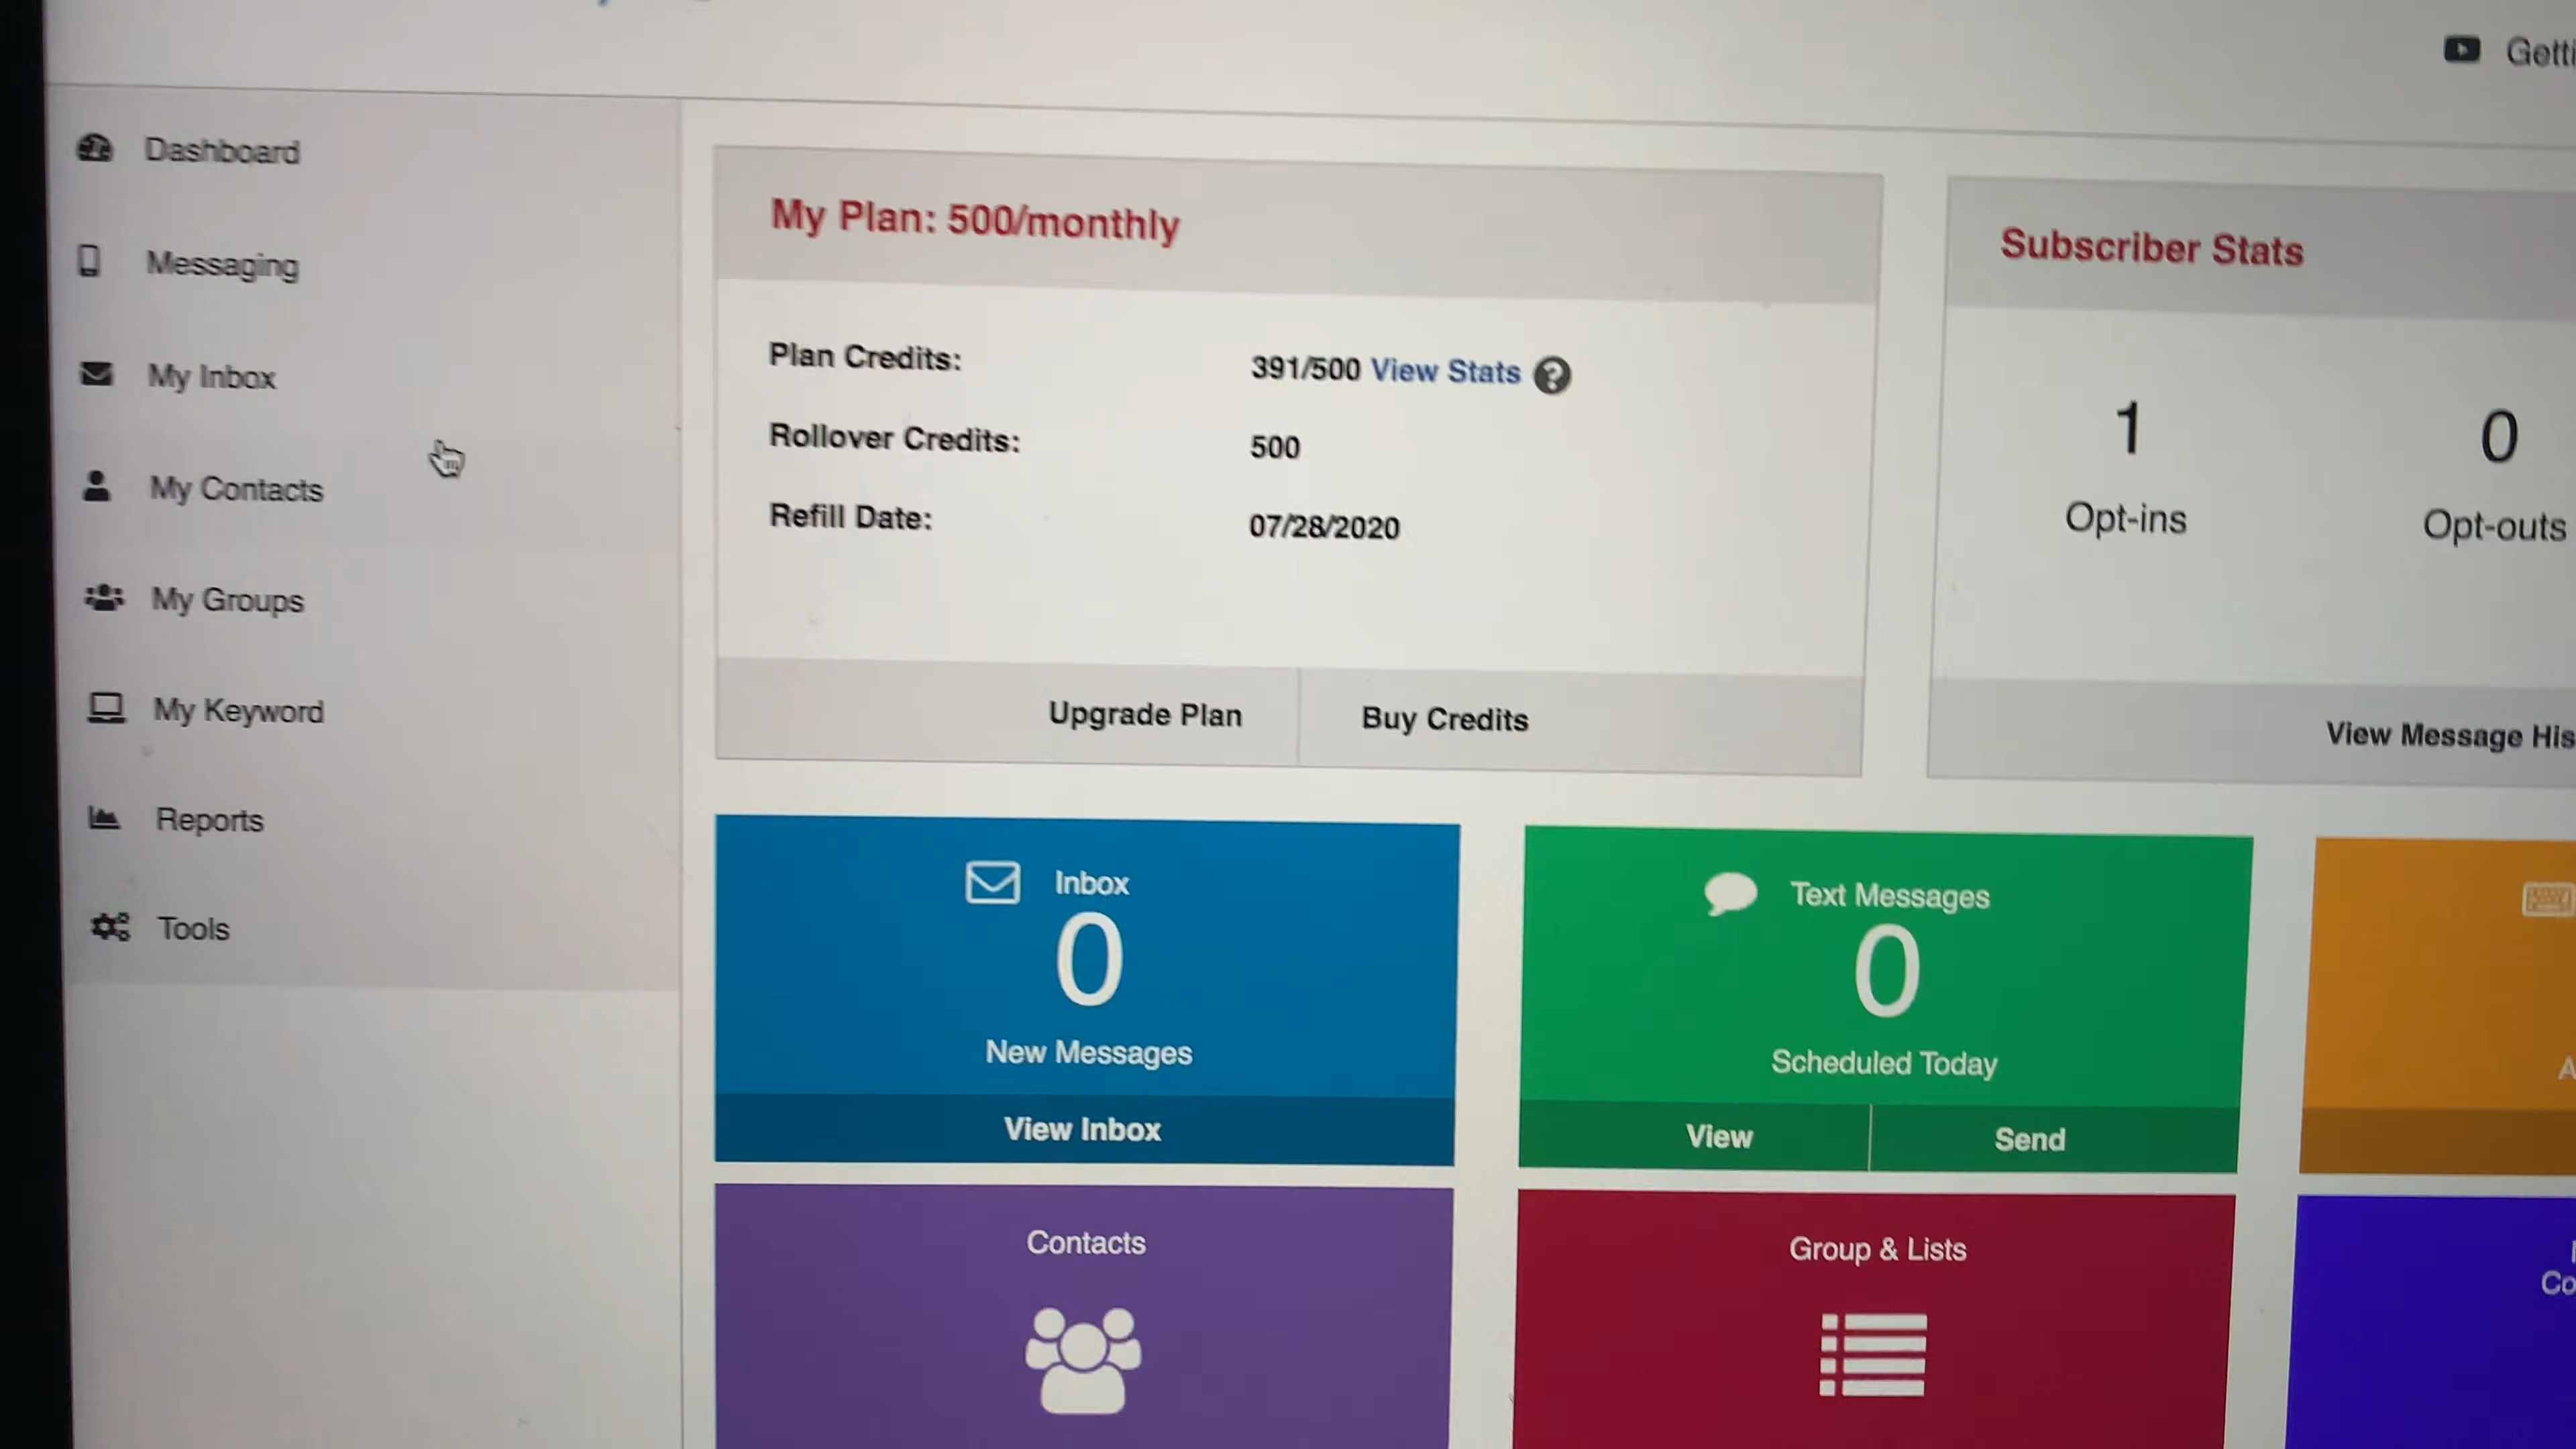 Dashboard
Messaging
My Inbox
My Contacts
My Groups
My Keyword
Reports
Tools
My Plan: 500/monthly
Plan Credits: 391/500 View Stats ?
Rollover Credits: 500
Refill Date: 07/28/2020
Upgrade Plan Buy Credits
Subscriber Stats
1 0
Opt-ins Opt-outs
View Message
Inbox
0
New Messages
View Inbox
Text Messages
0
Scheduled Today
View Send
Contacts
Group & Lists